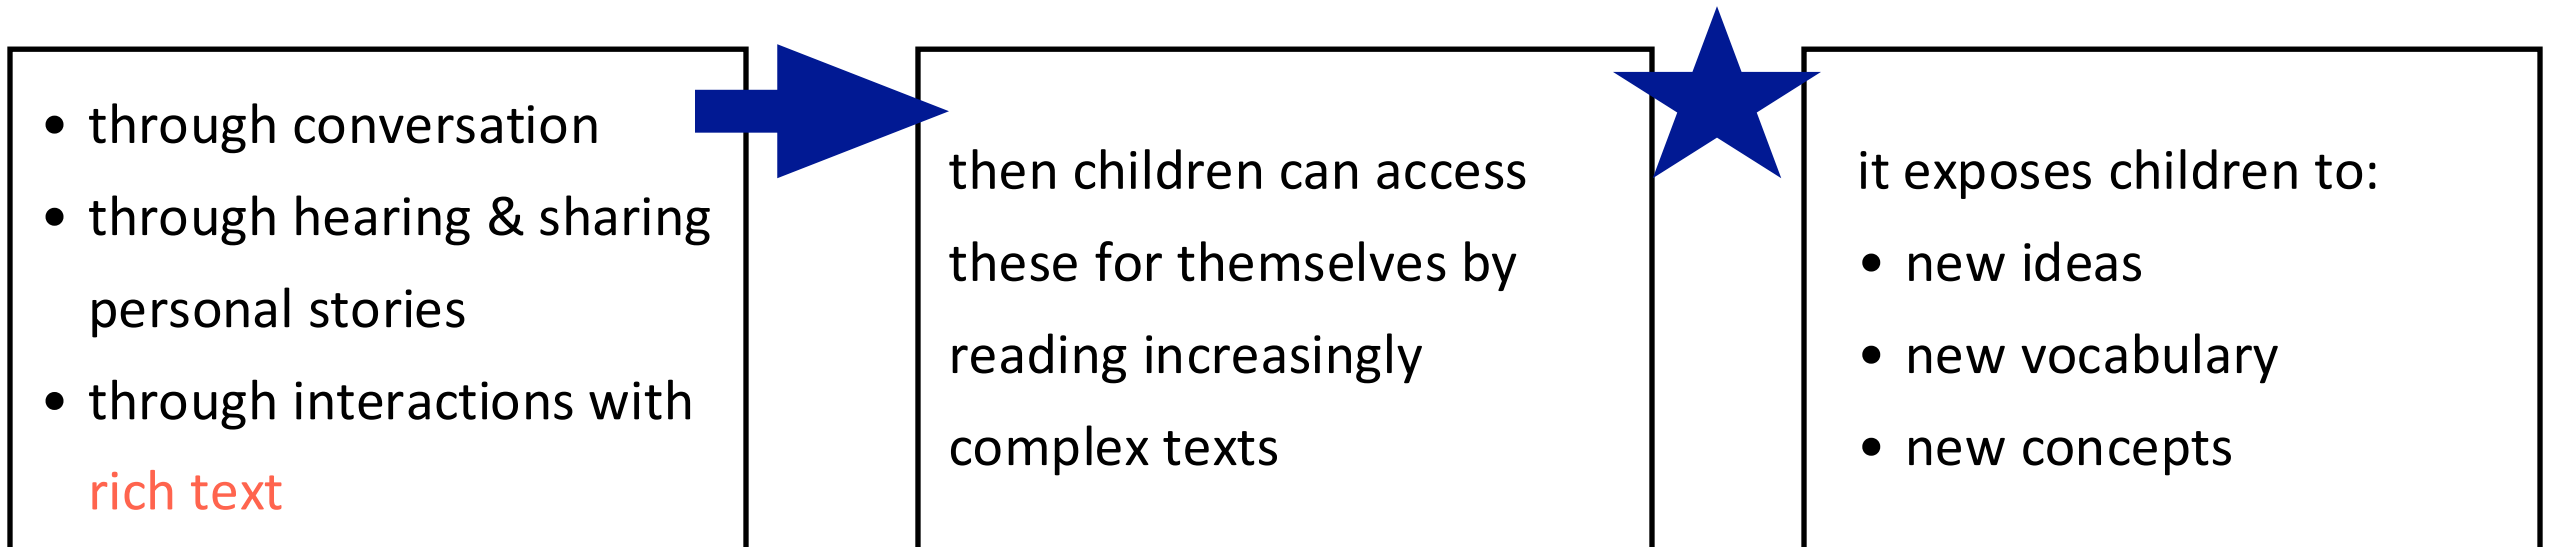 • through conversation
• through hearing & sharing
personal stories
• through interactions with
rich text
then children can access
these for themselves by
reading increasingly
complex texts
it exposes children to:
• new ideas
• new vocabulary
• new concepts